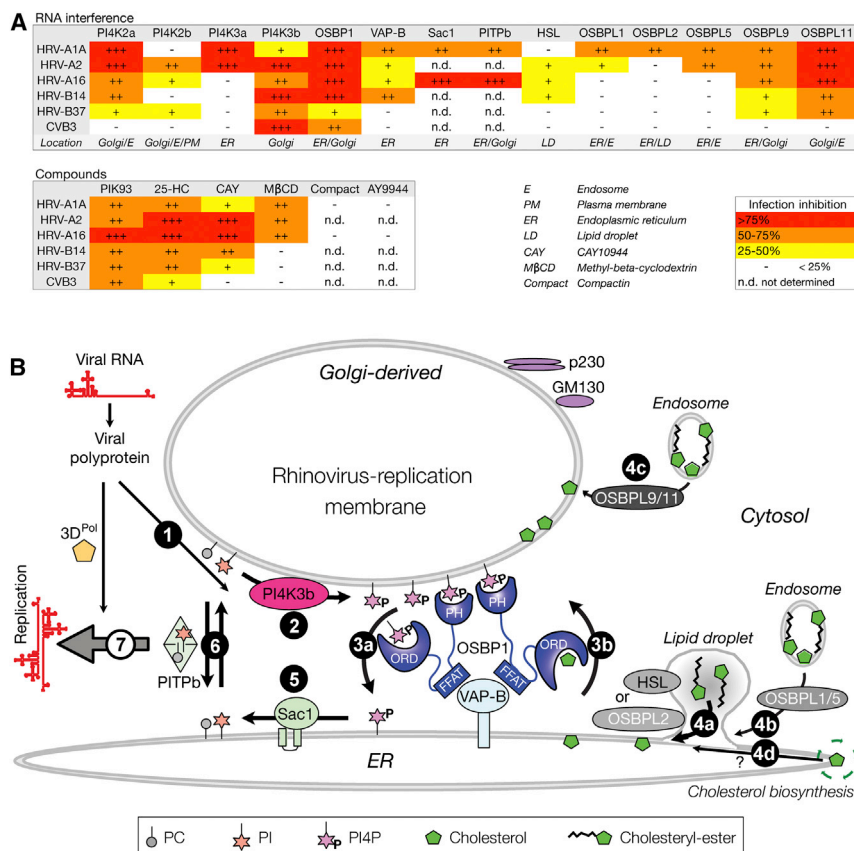 A
RNA interference
PI4K2a PI4K2b PI4K3a PI4K3b OSBP1 VAP-B Sac1 PITPb HSL OSBPL1 OSBPL2 OSBPL5 OSBPL9 OSBPL11
HRV-A1A +++ - +++ + +++ ++ ++ ++ - ++ ++ ++ ++ +++
HRV-A2 +++ ++ +++ +++ +++ + n.d. n.d. + + - ++ ++ +++
HRV-A16 ++ + - ++ +++ + +++ +++ + - - - ++ +++
HRV-B14 ++ - - +++ +++ ++ n.d. n.d. + - - - + ++
HRV-B37 + + - ++ + - n.d. n.d. - - - - + ++
CVB3 - - - +++ ++ - n.d. n.d. - - - - - -
Location Golgi/E Golgi/E/PM ER Golgi ER/Golgi ER ER ER/Golgi LD ER/E ER/LD ER/E ER/Golgi Golgi/E
Compounds
PIK93 25-HC CAY MβCD Compact AY9944
HRV-A1A ++ ++ + ++ - -
HRV-A2 ++ +++ +++ ++ n.d. n.d.
HRV-A16 +++ +++ +++ ++ - -
HRV-B14 ++ ++ ++ - n.d. n.d.
HRV-B37 ++ ++ + - n.d. n.d.
CVB3 ++ + - - n.d. n.d.
E Endosome
PM Plasma membrane
ER Endoplasmic reticulum
LD Lipid droplet
CAY CAY10944
MβCD Methyl-beta-cyclodextrin
Compact Compactin
Infection inhibition
>75%
50-75%
25-50%
- < 25%
n.d. not determined
B
Viral RNA
Viral
polyprotein
3DPol
1
Replication
7
PITPb
6
Golgi-derived
Rhinovirus-replication
membrane
p230
GM130
Endosome
4c
OSBPL9/11
Cytosol
PC
PI
PI4K3b
2
P
P
P
P
PH
PH
P
3a
ORD
OSBP1
ORD
3b
FFAT
FFAT
VAP-B
5
Sac1
P
Endosome
Lipid droplet
HSL
or
OSBPL2
4a
OSBPL1/5
4b
4d
?
ER
Cholesterol biosynthesis
PC PI P PI4P Cholesterol Cholesteryl-ester